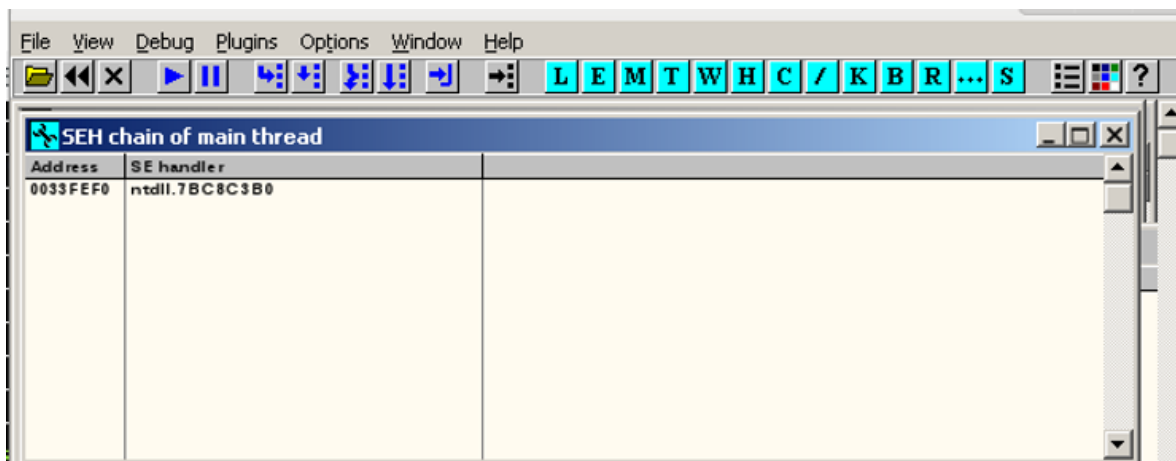 File View Debug Plugins Options Window Help
L E M T W H C / K B R ... S ?
SEH chain of main thread
Address SE handler
0033FEF0 ntdll.7BC8C3B0